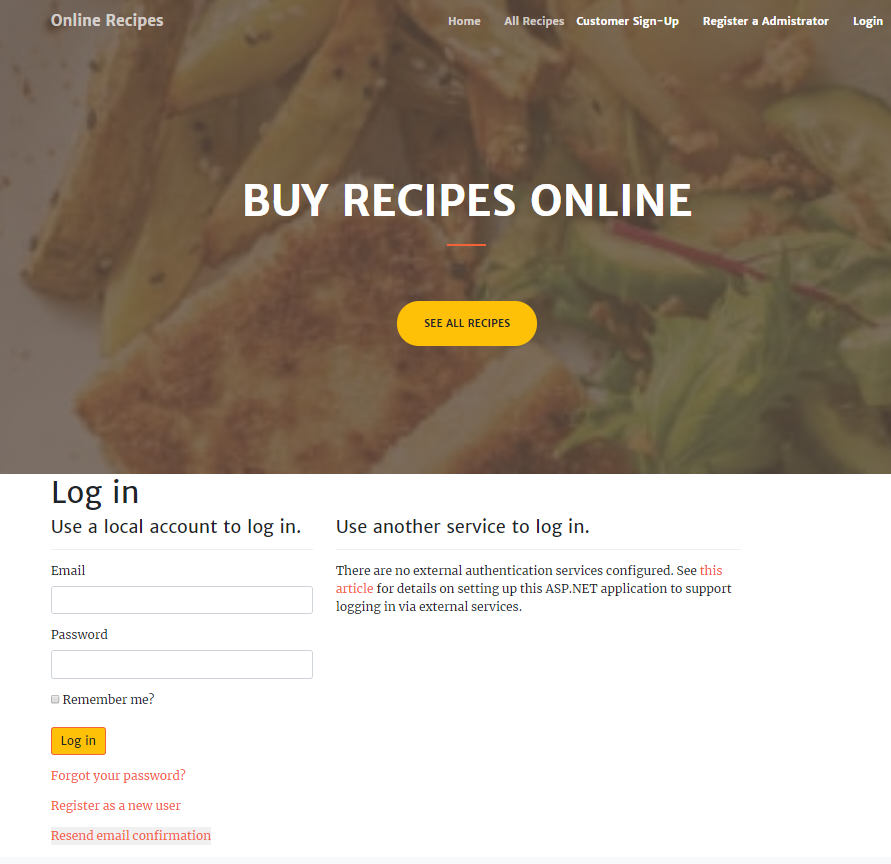 Online Recipes
Home All Recipes Customer Sign-Up Register a Admistrator Login
BUY RECIPES ONLINE
SEE ALL RECIPES
Log in
Use a local account to log in.
Email
Password
Remember me?
Log in
Forgot your password?
Register as a new user
Resend email confirmation
Use another service to log in.
There are no external authentication services configured. See this
article for details on setting up this ASP.NET application to support
logging in via external services.